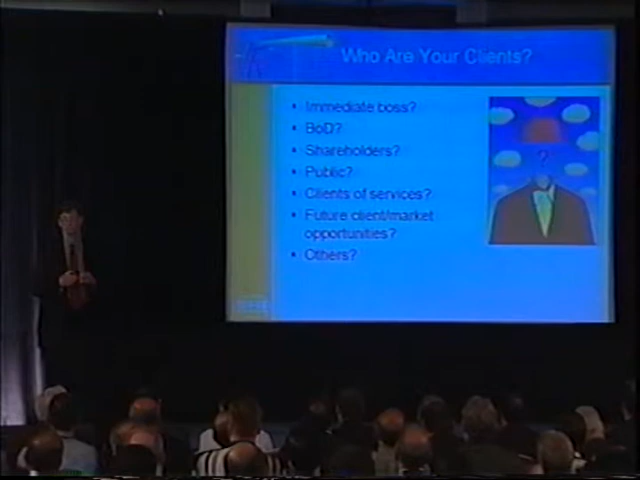 Who Are Your Clients?
• Immediate boss?
• BoD?
• Shareholders?
• Public?
• Clients of services?
• Future client/market
opportunities?
• Others?
?